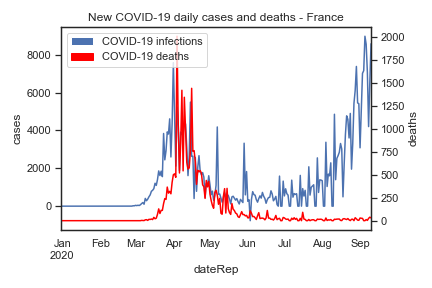 New COVID-19 daily cases and deaths - France
COVID-19 infections
COVID-19 deaths
8000
6000
4000
2000
0
cases
2000
1750
1500
1250
1000
750
500
250
0
deaths
Jan Feb Mar Apr May Jun Jul Aug Sep
2020
dateRep